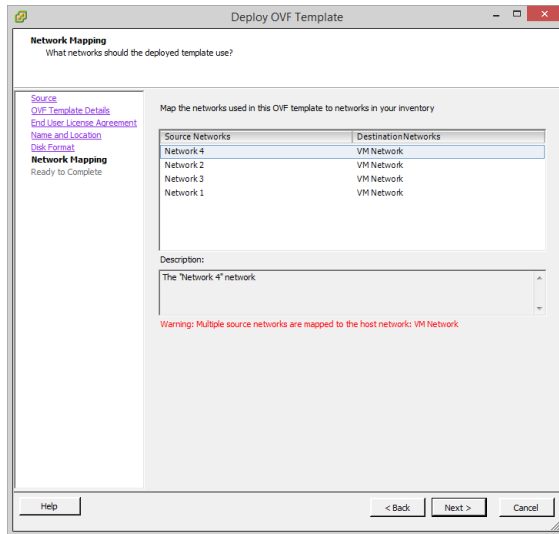 Deploy OVF Template
Network Mapping
What networks should the deployed template use?
Source
OVF Template Details
End User License Agreement
Name and Location
Disk Format
Network Mapping
Ready to Complete
Map the networks used in this OVF template to networks in your inventory
Source Networks DestinationNetworks
Network 4 VM Network
Network 2 VM Network
Network 3 VM Network
Network 1 VM Network
Description:
The "Network 4" network
Warning: Multiple source networks are mapped to the host network: VM Network
Help < Back Next > Cancel